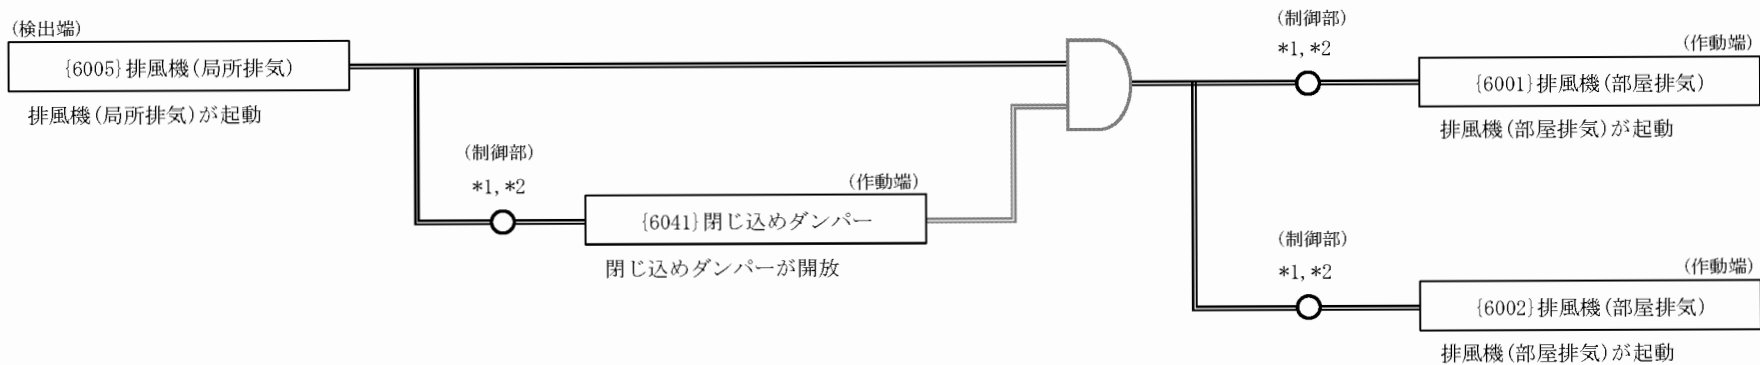 (検出端)
{6005}排風機(局所排気)
排風機(局所排気)が起動
(制御部)
*1, *2
(作動端)
{6041}閉じ込めダンパー
閉じ込めダンパーが開放
(制御部)
*1, *2
(作動端)
{6001}排風機(部屋排気)
排風機(部屋排気)が起動
(制御部)
*1, *2
(作動端)
{6002}排風機(部屋排気)
排風機(部屋排気)が起動